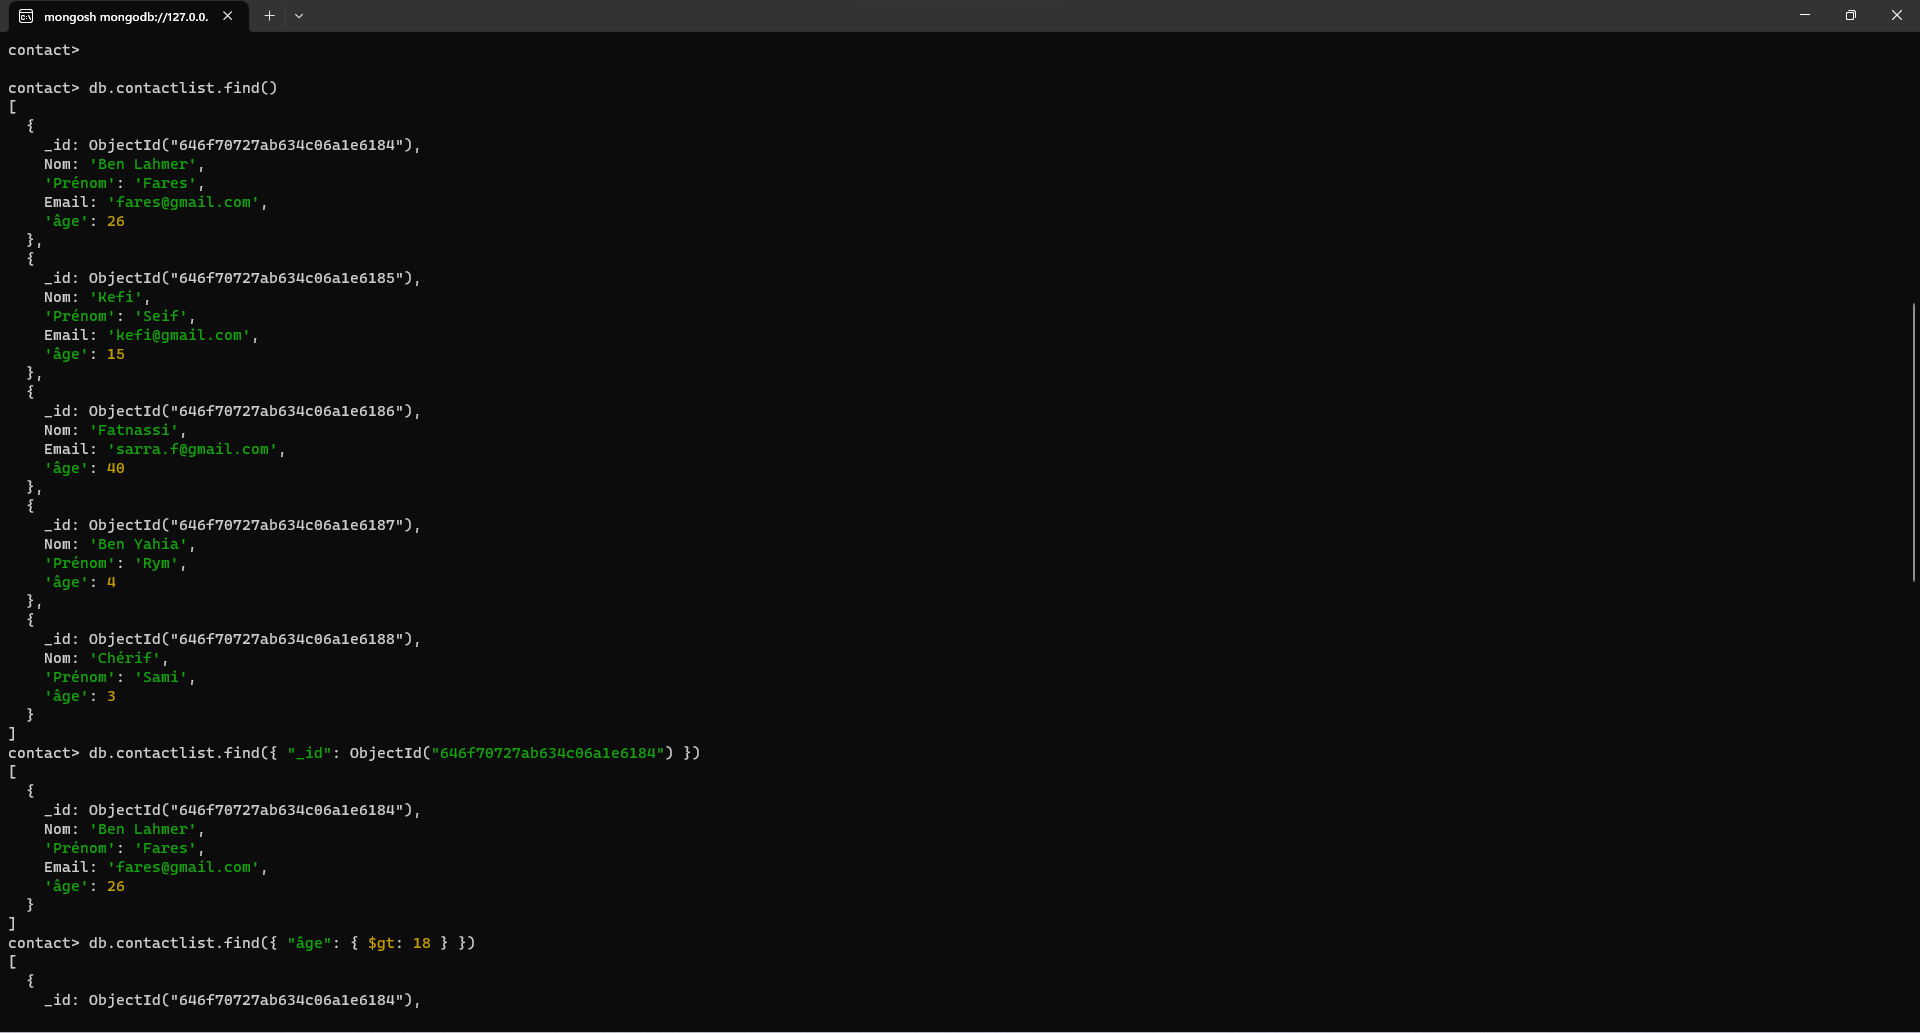 mongosh mongodb://127.0.0.
contact>
contact> db.contactlist.find()
[
  {
    _id: ObjectId("646f70727ab634c06a1e6184"),
    Nom: 'Ben Lahmer',
    'Prénom': 'Fares',
    Email: 'fares@gmail.com',
    'âge': 26
  },
  {
    _id: ObjectId("646f70727ab634c06a1e6185"),
    Nom: 'Kefi',
    'Prénom': 'Seif',
    Email: 'kefi@gmail.com',
    'âge': 15
  },
  {
    _id: ObjectId("646f70727ab634c06a1e6186"),
    Nom: 'Fatnassi',
    Email: 'sarra.f@gmail.com',
    'âge': 40
  },
  {
    _id: ObjectId("646f70727ab634c06a1e6187"),
    Nom: 'Ben Yahia',
    'Prénom': 'Rym',
    'âge': 4
  },
  {
    _id: ObjectId("646f70727ab634c06a1e6188"),
    Nom: 'Chérif',
    'Prénom': 'Sami',
    'âge': 3
  }
]
contact> db.contactlist.find({ "_id": ObjectId("646f70727ab634c06a1e6184") })
[
  {
    _id: ObjectId("646f70727ab634c06a1e6184"),
    Nom: 'Ben Lahmer',
    'Prénom': 'Fares',
    Email: 'fares@gmail.com',
    'âge': 26
  }
]
contact> db.contactlist.find({ "âge": { $gt: 18 } })
[
  {
    _id: ObjectId("646f70727ab634c06a1e6184"),